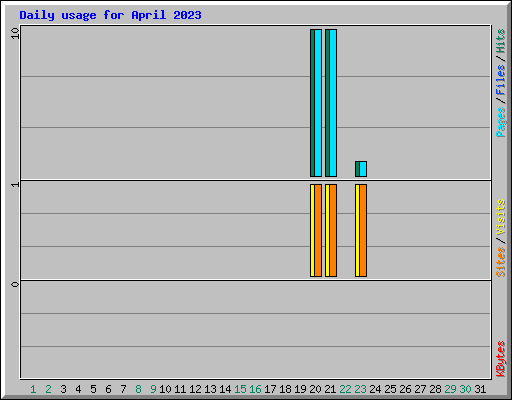 Daily usage for April 2023
10
Pages / Files / Hits
1
Sites / Visits
0
KBytes
1 2 3 4 5 6 7 8 9 10 11 12 13 14 15 16 17 18 19 20 21 22 23 24 25 26 27 28 29 30 31